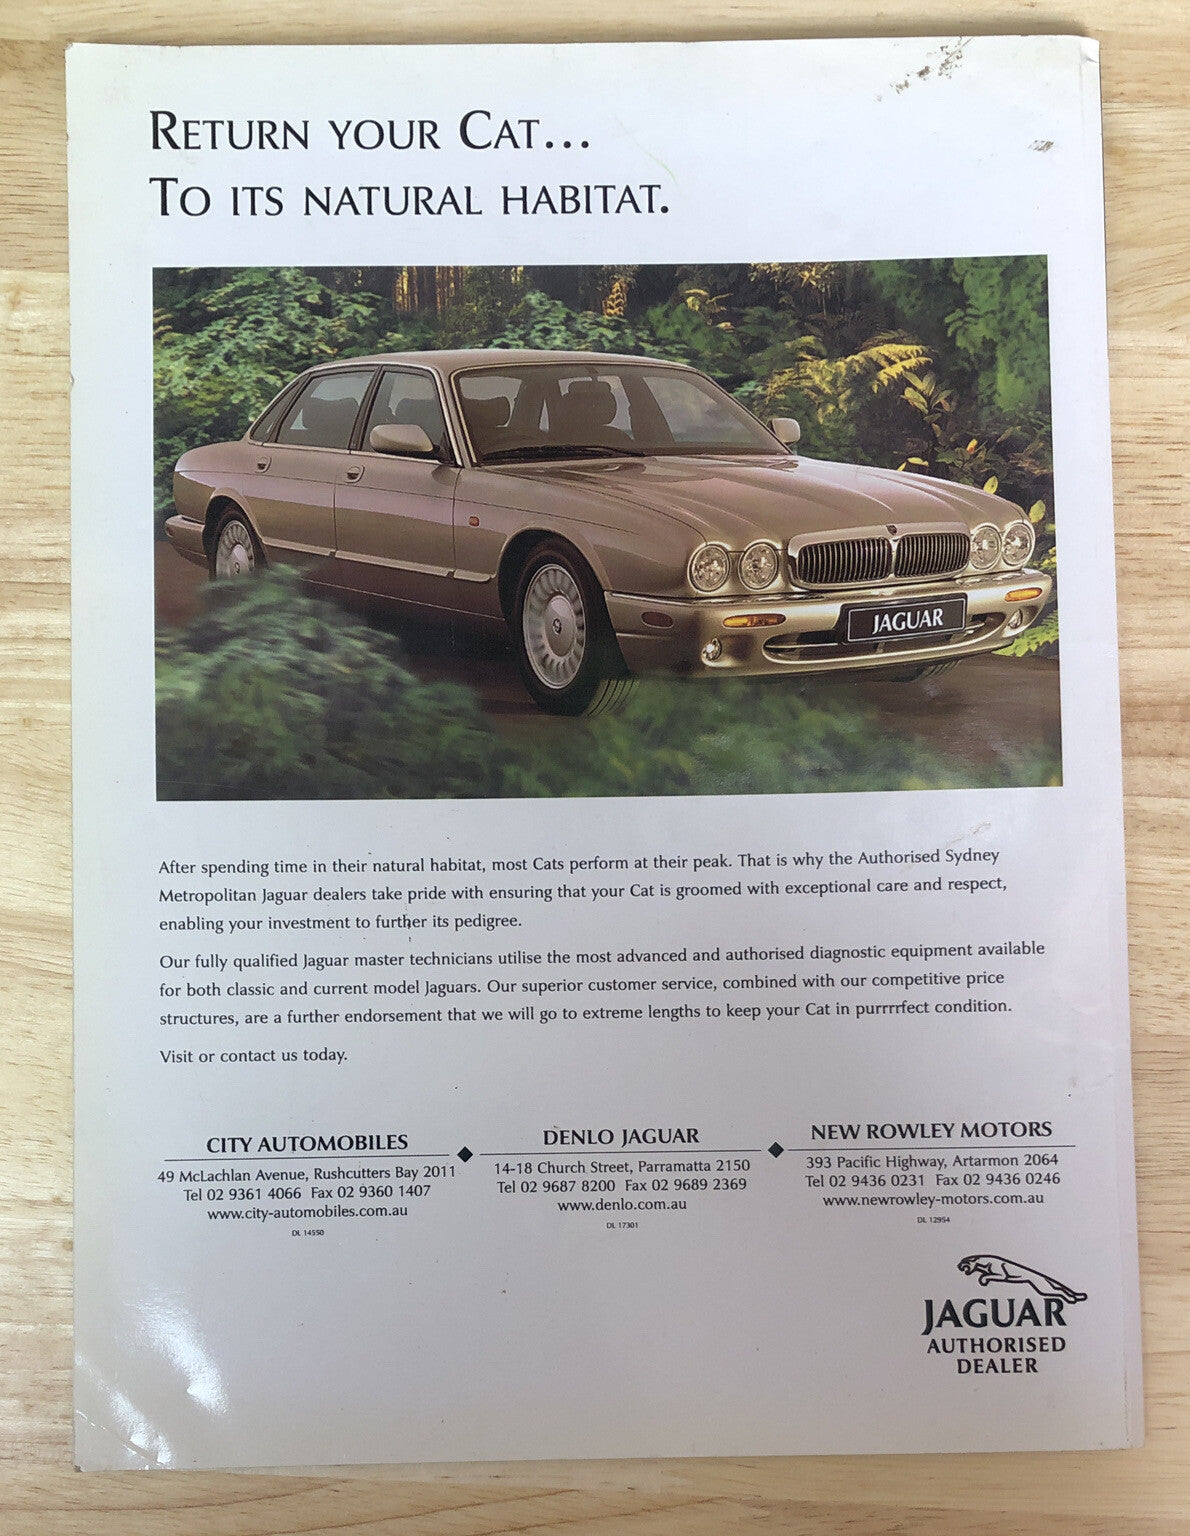 RETURN YOUR CAT...
TO ITS NATURAL HABITAT.
JAGUAR
After spending time in their natural habitat, most Cats perform at their peak. That is why the Authorised Sydney
Metropolitan Jaguar dealers take pride with ensuring that your Cat is groomed with exceptional care and respect,
enabling your investment to further its pedigree.
Our fully qualified Jaguar master technicians utilise the most advanced and authorised diagnostic equipment available
for both classic and current model Jaguars. Our superior customer service, combined with our competitive price
structures, are a further endorsement that we will go to extreme lengths to keep your Cat in purrrrfect condition.
Visit or contact us today.
CITY AUTOMOBILES
49 McLachlan Avenue, Rushcutters Bay 2011
Tel 02 9361 4066 Fax 02 9360 1407
www.city-automobiles.com.au
DL 14550
DENLO JAGUAR
14-18 Church Street, Parramatta 2150
Tel 02 9687 8200 Fax 02 9689 2369
www.denlo.com.au
DL 17301
NEW ROWLEY MOTORS
393 Pacific Highway, Artarmon 2064
Tel 02 9436 0231 Fax 02 9436 0246
www.newrowley-motors.com.au
DL 12954
JAGUAR
AUTHORISED
DEALER